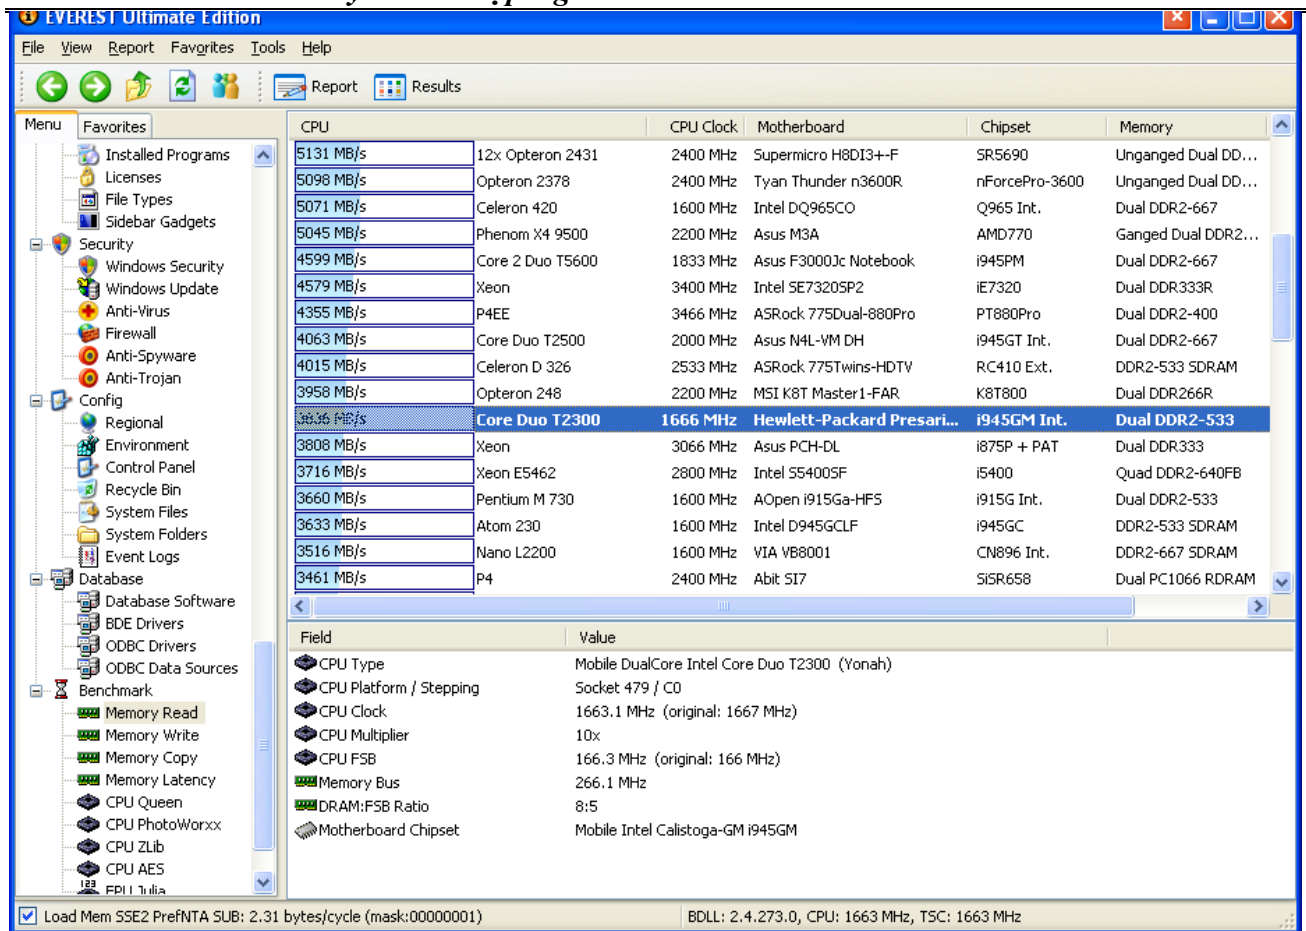 EVEREST Ultimate Edition
File View Report Favorites Tools Help
Report Results
Menu Favorites
Installed Programs
Licenses
File Types
Sidebar Gadgets
Security
Windows Security
Windows Update
Anti-Virus
Firewall
Anti-Spyware
Anti-Trojan
Config
Regional
Environment
Control Panel
Recycle Bin
System Files
System Folders
Event Logs
Database
Database Software
BDE Drivers
ODBC Drivers
ODBC Data Sources
Benchmark
Memory Read
Memory Write
Memory Copy
Memory Latency
CPU Queen
CPU PhotoWorxx
CPU ZLib
CPU AES
FPU Julia
CPU CPU Clock Motherboard Chipset Memory
5131 MB/s 12x Opteron 2431 2400 MHz Supermicro H8DI3+-F SR5690 Unganged Dual DD...
5098 MB/s Opteron 2378 2400 MHz Tyan Thunder n3600R nForcePro-3600 Unganged Dual DD...
5071 MB/s Celeron 420 1600 MHz Intel DQ965CO Q965 Int. Dual DDR2-667
5045 MB/s Phenom X4 9500 2200 MHz Asus M3A AMD770 Ganged Dual DDR2...
4599 MB/s Core 2 Duo T5600 1833 MHz Asus F3000Jc Notebook i945PM Dual DDR2-667
4579 MB/s Xeon 3400 MHz Intel SE7320SP2 iE7320 Dual DDR333R
4355 MB/s P4EE 3466 MHz ASRock 775Dual-880Pro PT880Pro Dual DDR2-400
4063 MB/s Core Duo T2500 2000 MHz Asus N4L-VM DH i945GT Int. Dual DDR2-667
4015 MB/s Celeron D 326 2533 MHz ASRock 775Twins-HDTV RC410 Ext. DDR2-533 SDRAM
3958 MB/s Opteron 248 2200 MHz MSI K8T Master1-FAR K8T800 Dual DDR266R
MB/s Core Duo T2300 1666 MHz Hewlett-Packard Presari... i945GM Int. Dual DDR2-533
3808 MB/s Xeon 3066 MHz Asus PCH-DL i875P + PAT Dual DDR333
3716 MB/s Xeon E5462 2800 MHz Intel S5400SF i5400 Quad DDR2-640FB
3660 MB/s Pentium M 730 1600 MHz AOpen i915Ga-HFS i915G Int. Dual DDR2-533
3633 MB/s Atom 230 1600 MHz Intel D945GCLF i945GC DDR2-533 SDRAM
3516 MB/s Nano L2200 1600 MHz VIA VB8001 CN896 Int. DDR2-667 SDRAM
3461 MB/s P4 2400 MHz Abit SI7 SiSR658 Dual PC1066 RDRAM
Field Value
CPU Type Mobile DualCore Intel Core Duo T2300 (Yonah)
CPU Platform / Stepping Socket 479 / C0
CPU Clock 1663.1 MHz (original: 1667 MHz)
CPU Multiplier 10x
CPU FSB 166.3 MHz (original: 166 MHz)
Memory Bus 266.1 MHz
DRAM:FSB Ratio 8:5
Motherboard Chipset Mobile Intel Calistoga-GM i945GM
Load Mem SSE2 PrefNTA SUB: 2.31 bytes/cycle (mask:00000001) BDLL: 2.4.273.0, CPU: 1663 MHz, TSC: 1663 MHz